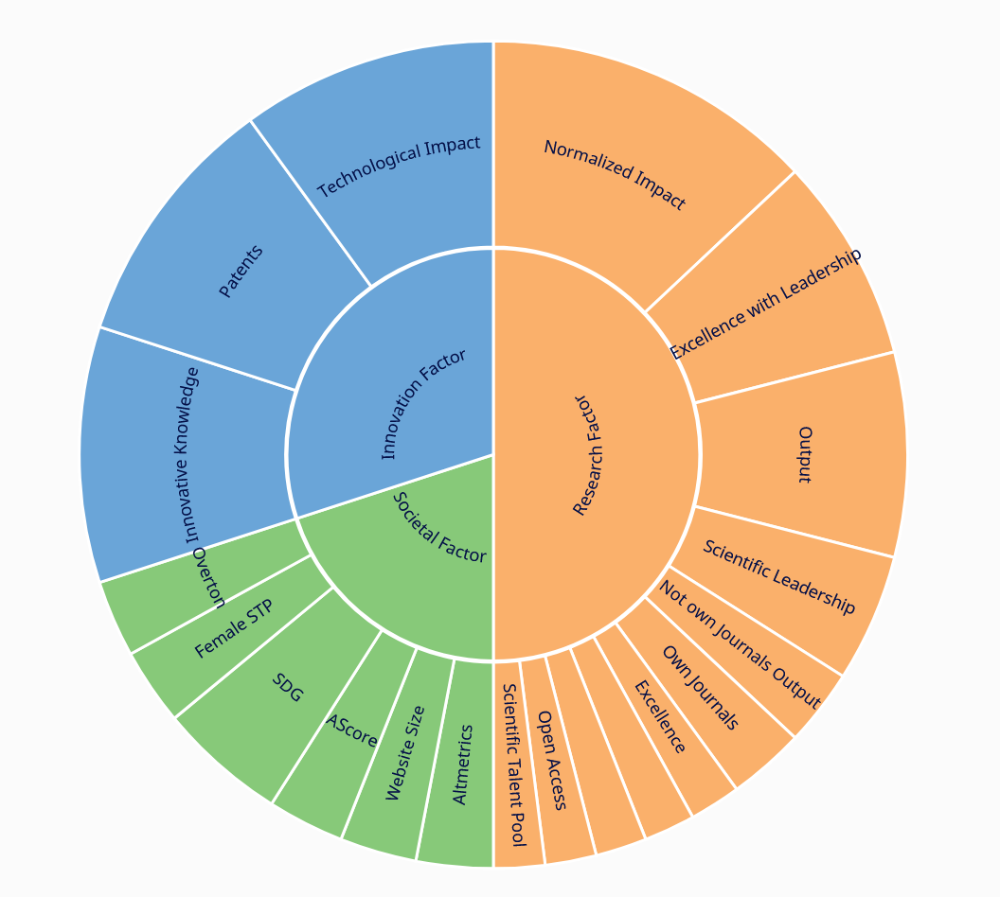 Technological Impact
Normalized Impact
Patents
Excellence with Leadership
Innovation Factor
Innovative Knowledge
Research Factor
Output
Societal Factor
Overton
Scientific Leadership
Female STP
Not own Journals Output
SDG
Own Journals
AScore
Excellence
Website Size
Altmetrics
Scientific Talent Pool
Open Access